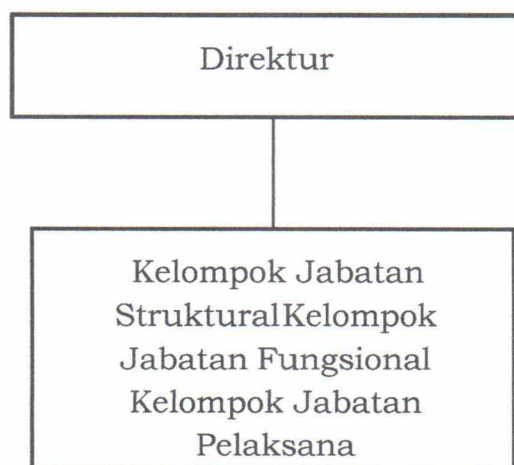 Direktur
Kelompok Jabatan
StrukturalKelompok
Jabatan Fungsional
Kelompok Jabatan
Pelaksana